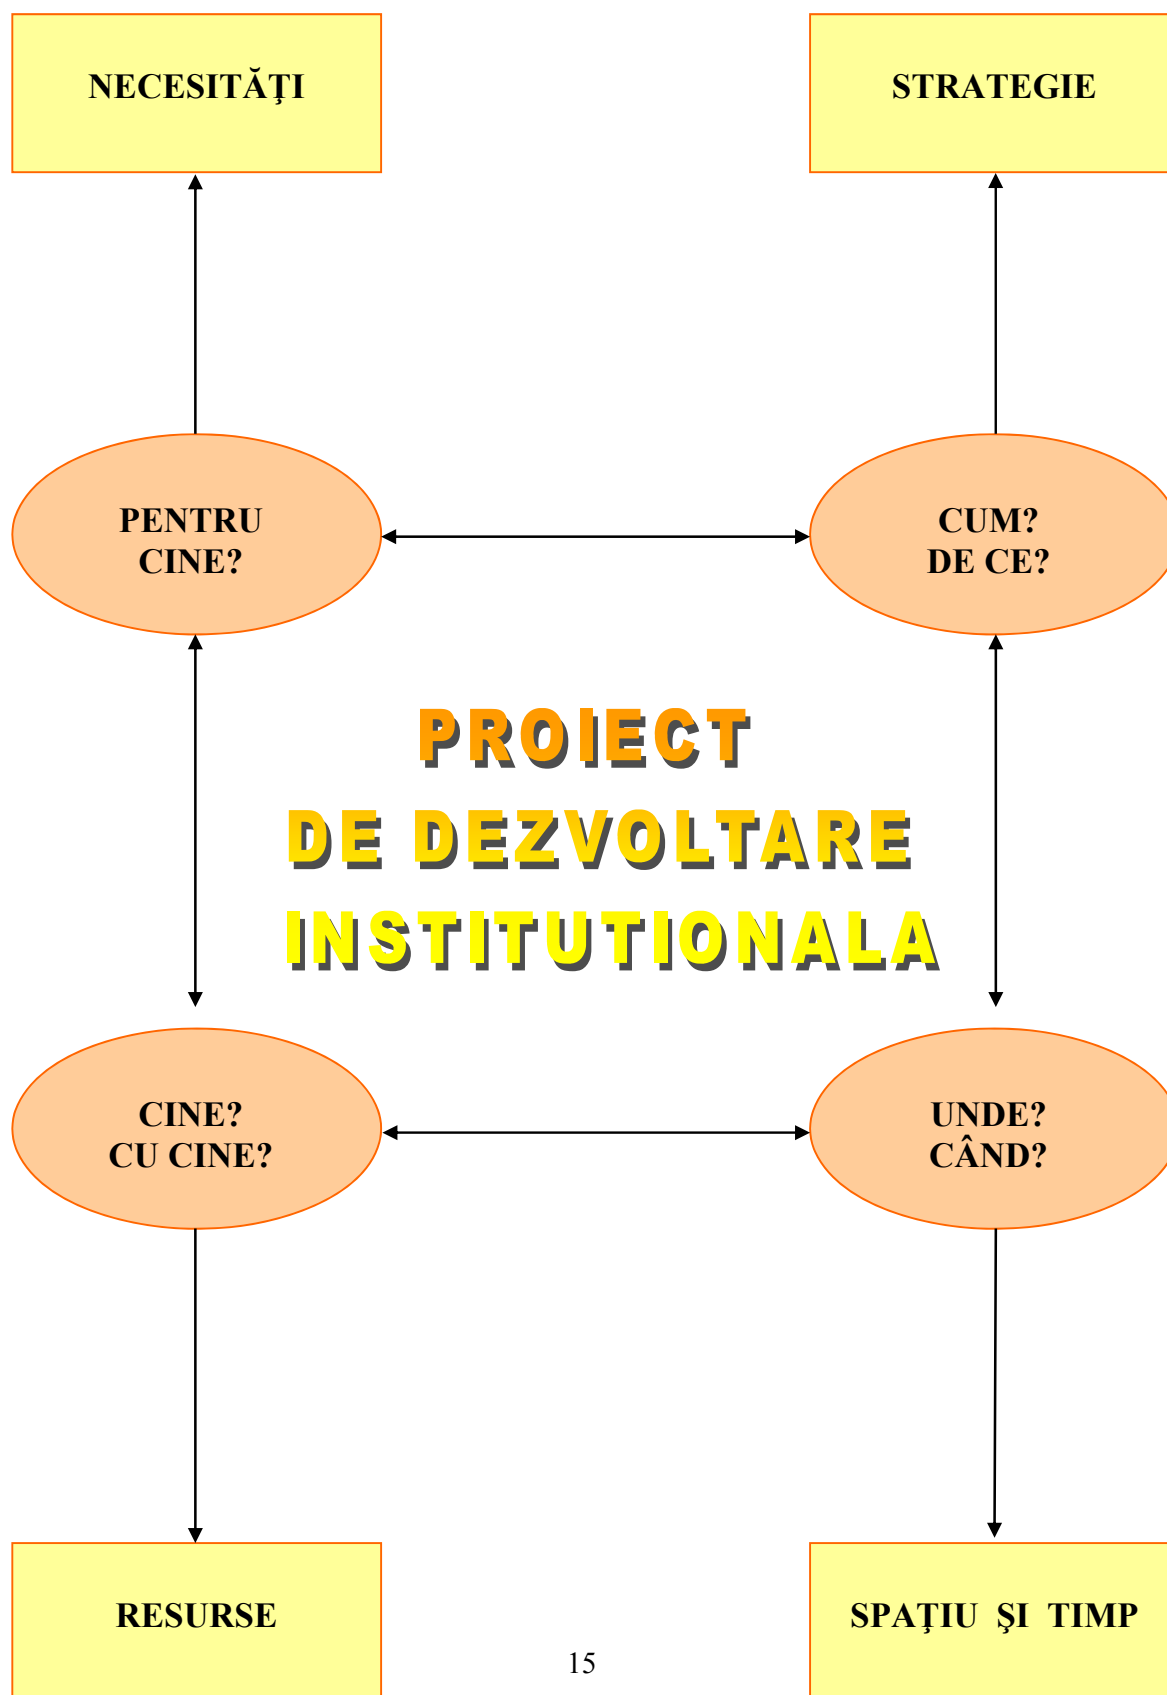 NECESITĂŢI
STRATEGIE
PENTRU
CINE?
CUM?
DE CE?
PROIECT
DE DEZVOLTARE
INSTITUTIONALA
CINE?
CU CINE?
UNDE?
CÂND?
RESURSE
SPAŢIU ŞI TIMP
15